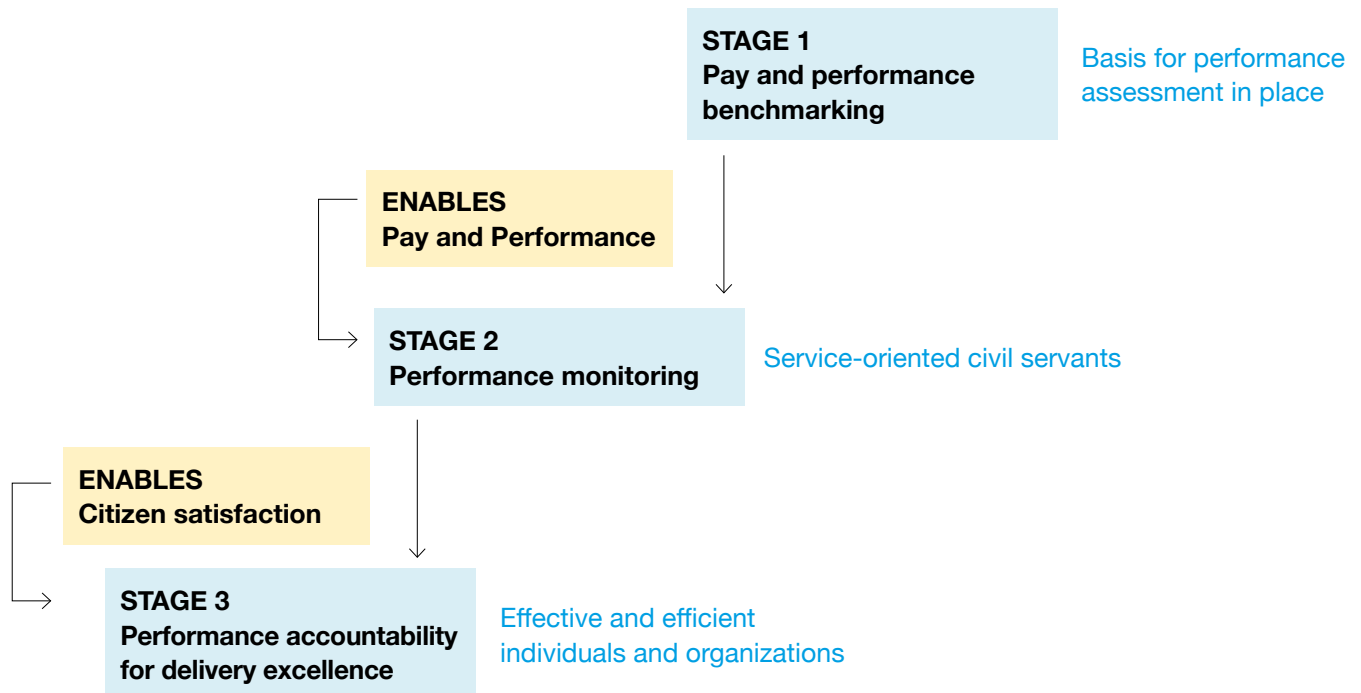 STAGE 1
Pay and performance
benchmarking
Basis for performance
assessment in place
ENABLES
Pay and Performance
STAGE 2
Performance monitoring
Service-oriented civil servants
ENABLES
Citizen satisfaction
STAGE 3
Performance accountability
for delivery excellence
Effective and efficient
individuals and organizations